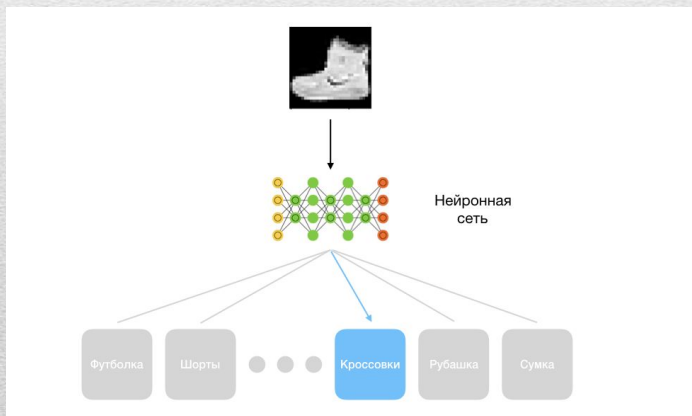 Нейронная
сеть
Футболка
Шорты
Кроссовки
Рубашка
Сумка